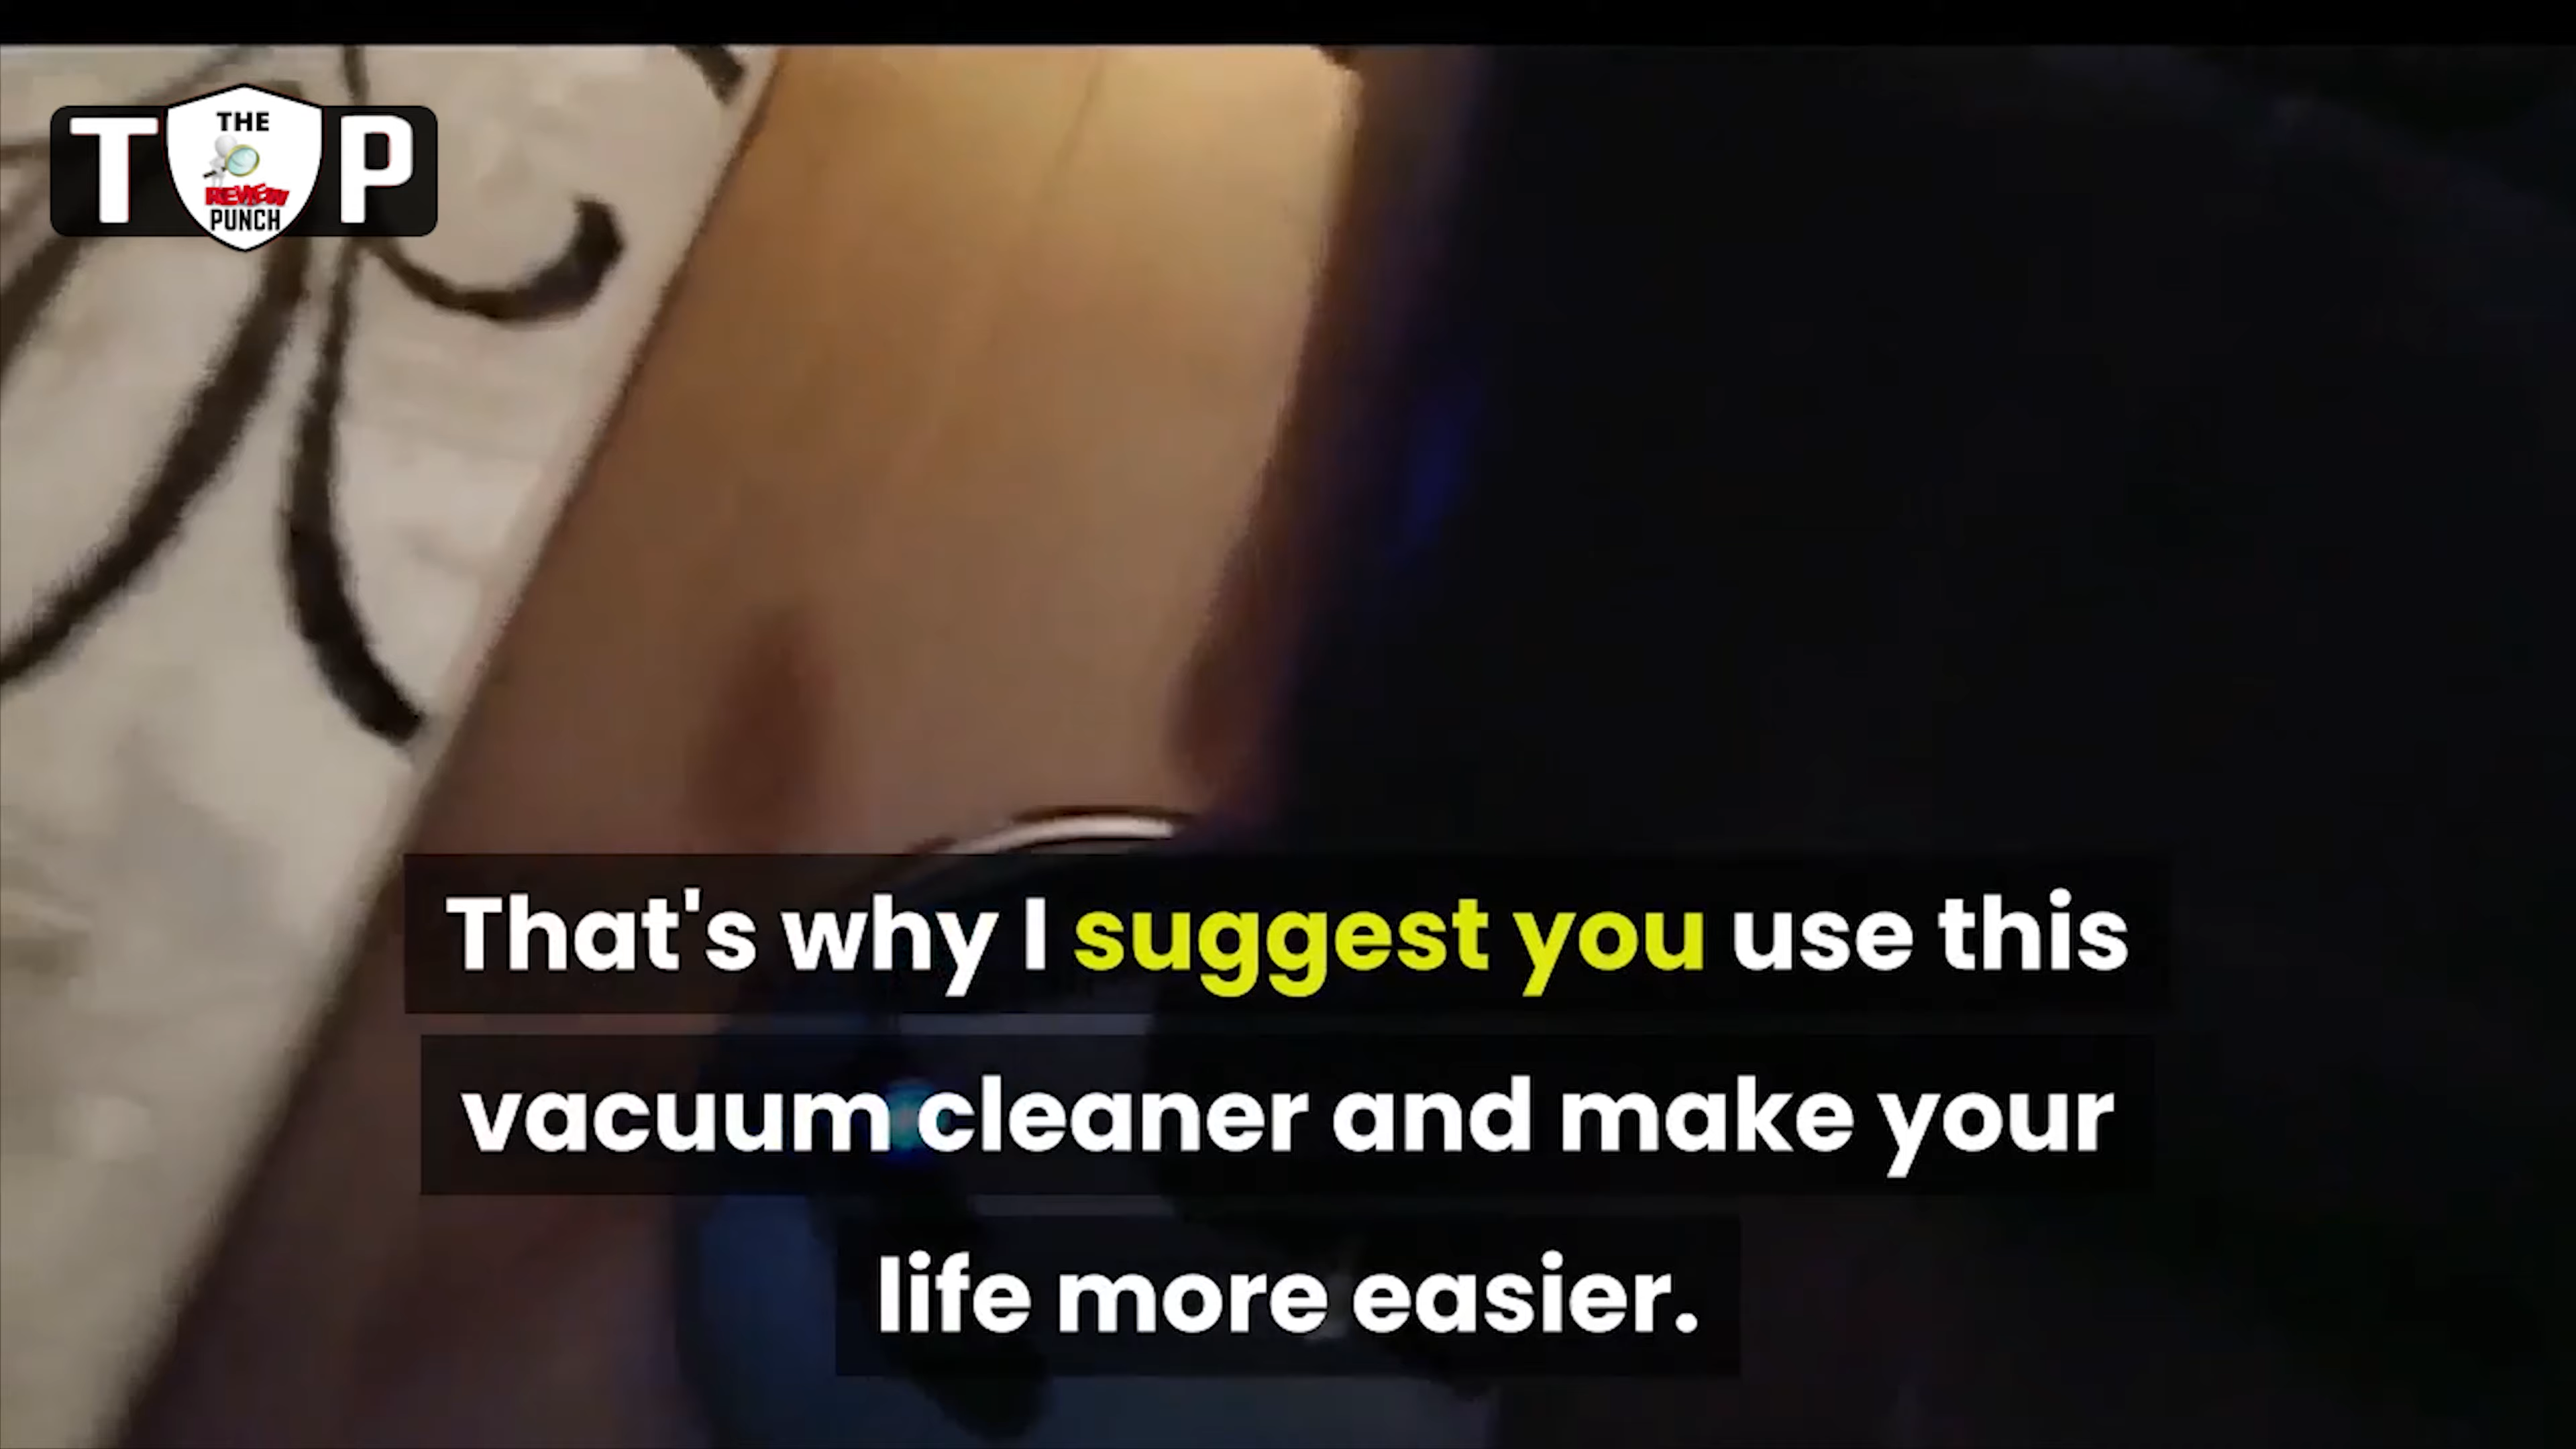 THE
T P
REVIEW
PUNCH
That's why I suggest you use this
vacuum cleaner and make your
life more easier.